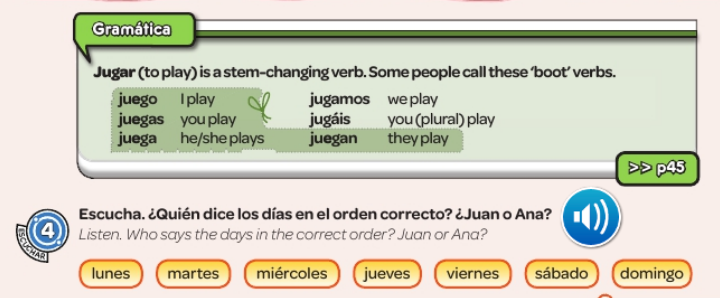 Gramática
Jugar (to play) is a stem-changing verb. Some people call these ‘boot’ verbs.
juego I play jugamos we play
juegas you play jugáis you (plural) play
juega he/she plays juegan they play
>> p45
4
ESCUCHAR
Escucha. ¿Quién dice los días en el orden correcto? ¿Juan o Ana?
Listen. Who says the days in the correct order? Juan or Ana?
lunes martes miércoles jueves viernes sábado domingo